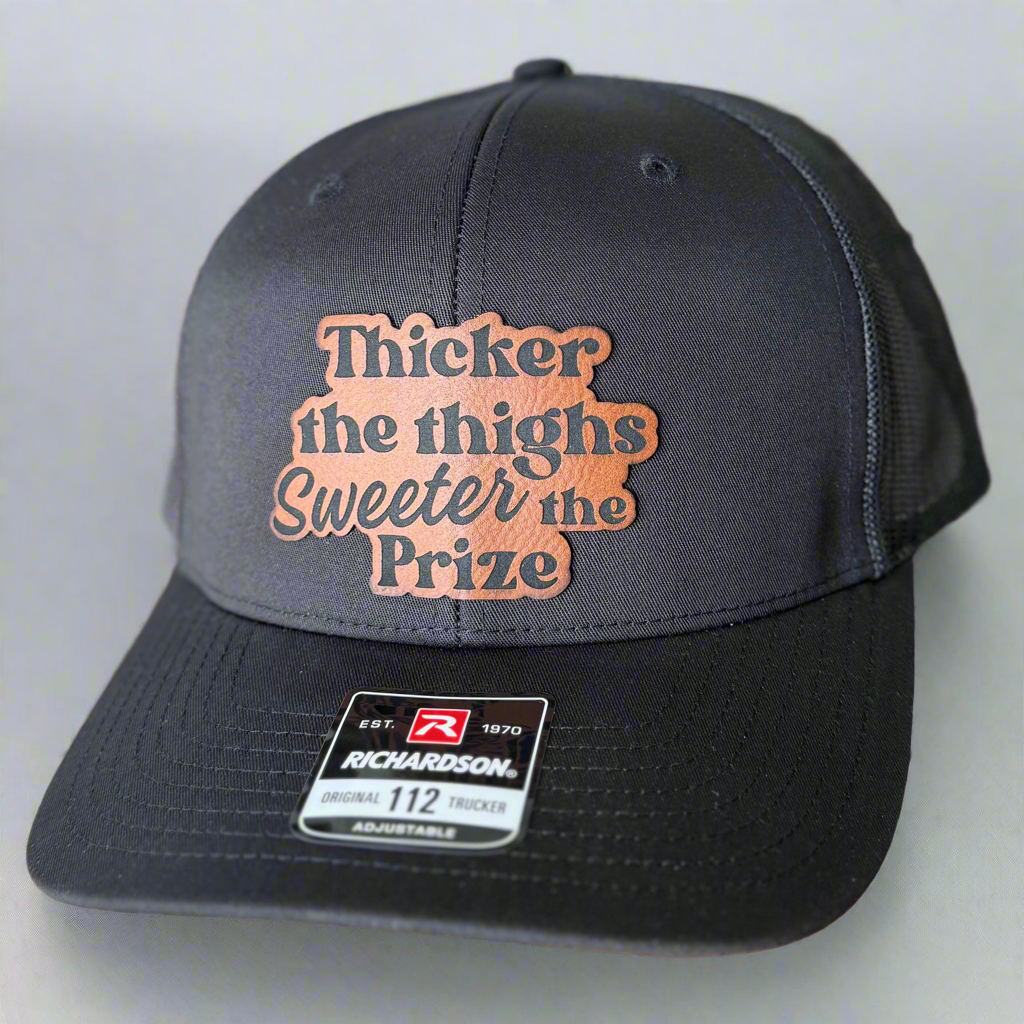 Thicker
the thighs
Sweeter the
Prize
EST. R 1970
RICHARDSON®
ORIGINAL 112 TRUCKER
ADJUSTABLE